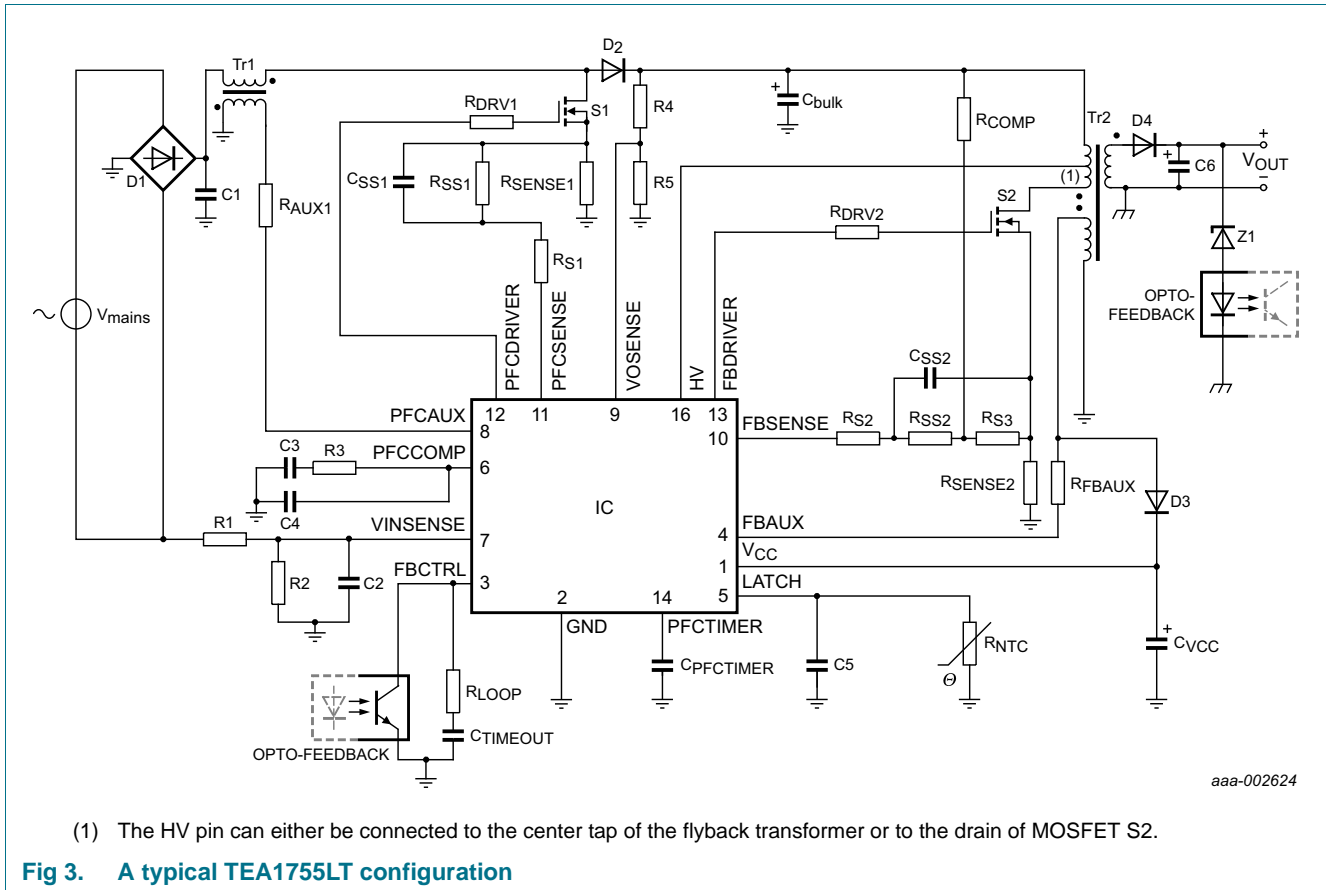 Tr1
D2
RDRV1
S1
R4
Cbulk
RCOMP
Tr2
D4
+
+
C6
+
VOUT
−
(1)
D1
C1
RAUX1
CSS1
RSS1
RSENSE1
R5
S2
RDRV2
Z1
RS1
OPTO-
FEEDBACK
Vmains
PFCDRIVER
PFCSENSE
VOSENSE
HV
FBDRIVER
CSS2
12
11
9
16
13
PFCAUX
8
FBSENSE
10
RS2
RSS2
RS3
PFCCOMP
C3
R3
6
C4
IC
RSENSE2
RFBAUX
D3
R1
VINSENSE
7
FBAUX
4
VCC
1
R2
C2
FBCTRL
3
LATCH
5
2
14
GND
PFCTIMER
CPFCTIMER
C5
RNTC
Θ
+
CVCC
RLOOP
CTIMEOUT
OPTO-FEEDBACK
aaa-002624
(1) The HV pin can either be connected to the center tap of the flyback transformer or to the drain of MOSFET S2.
Fig 3. A typical TEA1755LT configuration